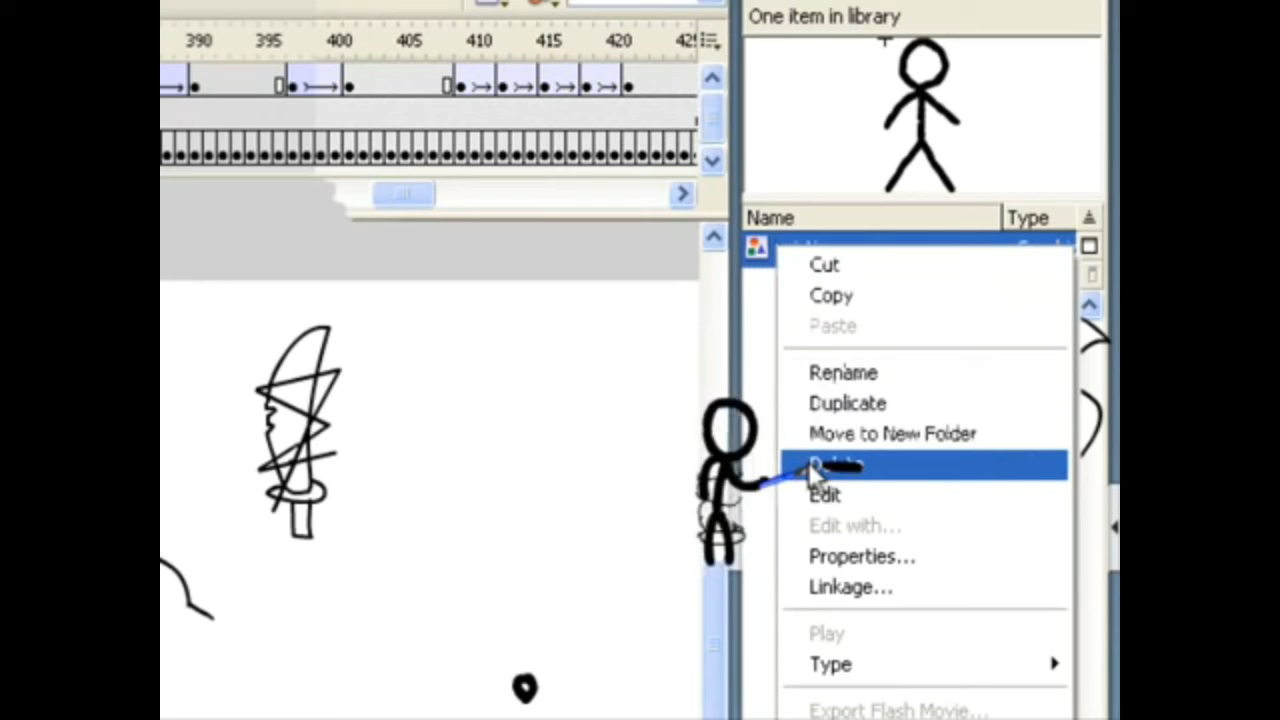 One item in library
390 395 400 405 410 415 420 425
Name Type
Cut
Copy
Paste
Rename
Duplicate
Move to New Folder
Edit
Edit with...
Properties...
Linkage...
Play
Type
Export Flash Movie...